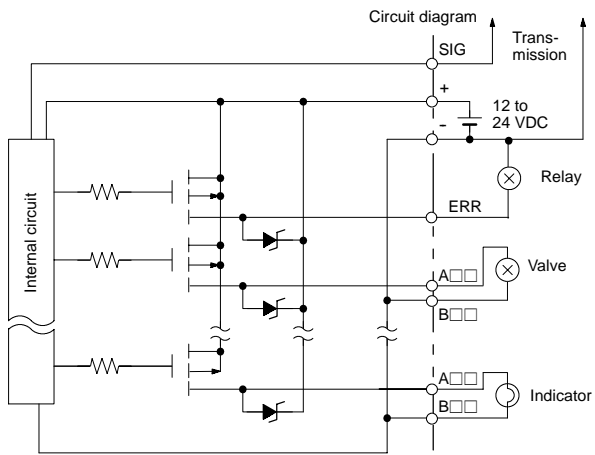 Circuit diagram
Trans-
mission
SIG
+
12 to
24 VDC
-
Relay
ERR
Internal circuit
A□□
Valve
B□□
A□□
Indicator
B□□